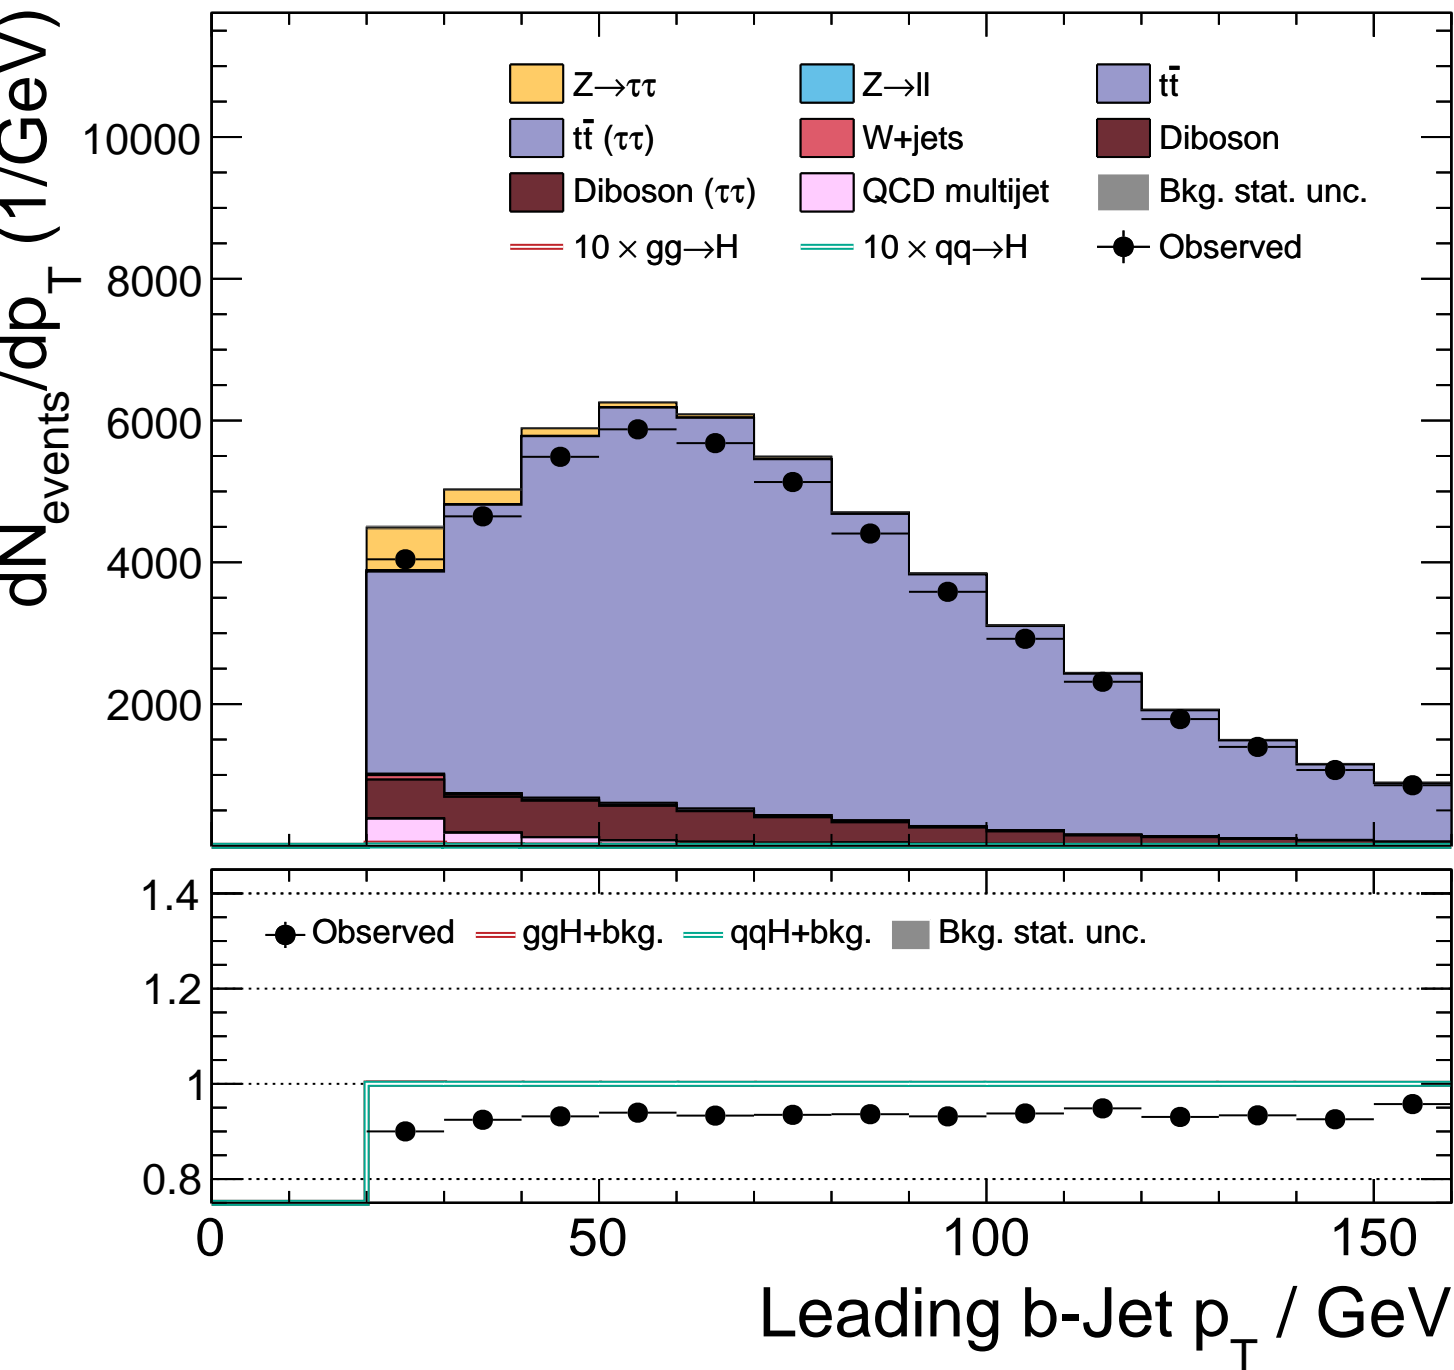 dN_events/dp_T (1/GeV)
Z→ττ Z→ll tt̄
tt̄ (ττ) W+jets Diboson
Diboson (ττ) QCD multijet Bkg. stat. unc.
10 × gg→H 10 × qq→H Observed
10000
8000
6000
4000
2000
Observed ggH+bkg. qqH+bkg. Bkg. stat. unc.
1.4
1.2
1
0.8
0 50 100 150
Leading b-Jet p_T / GeV